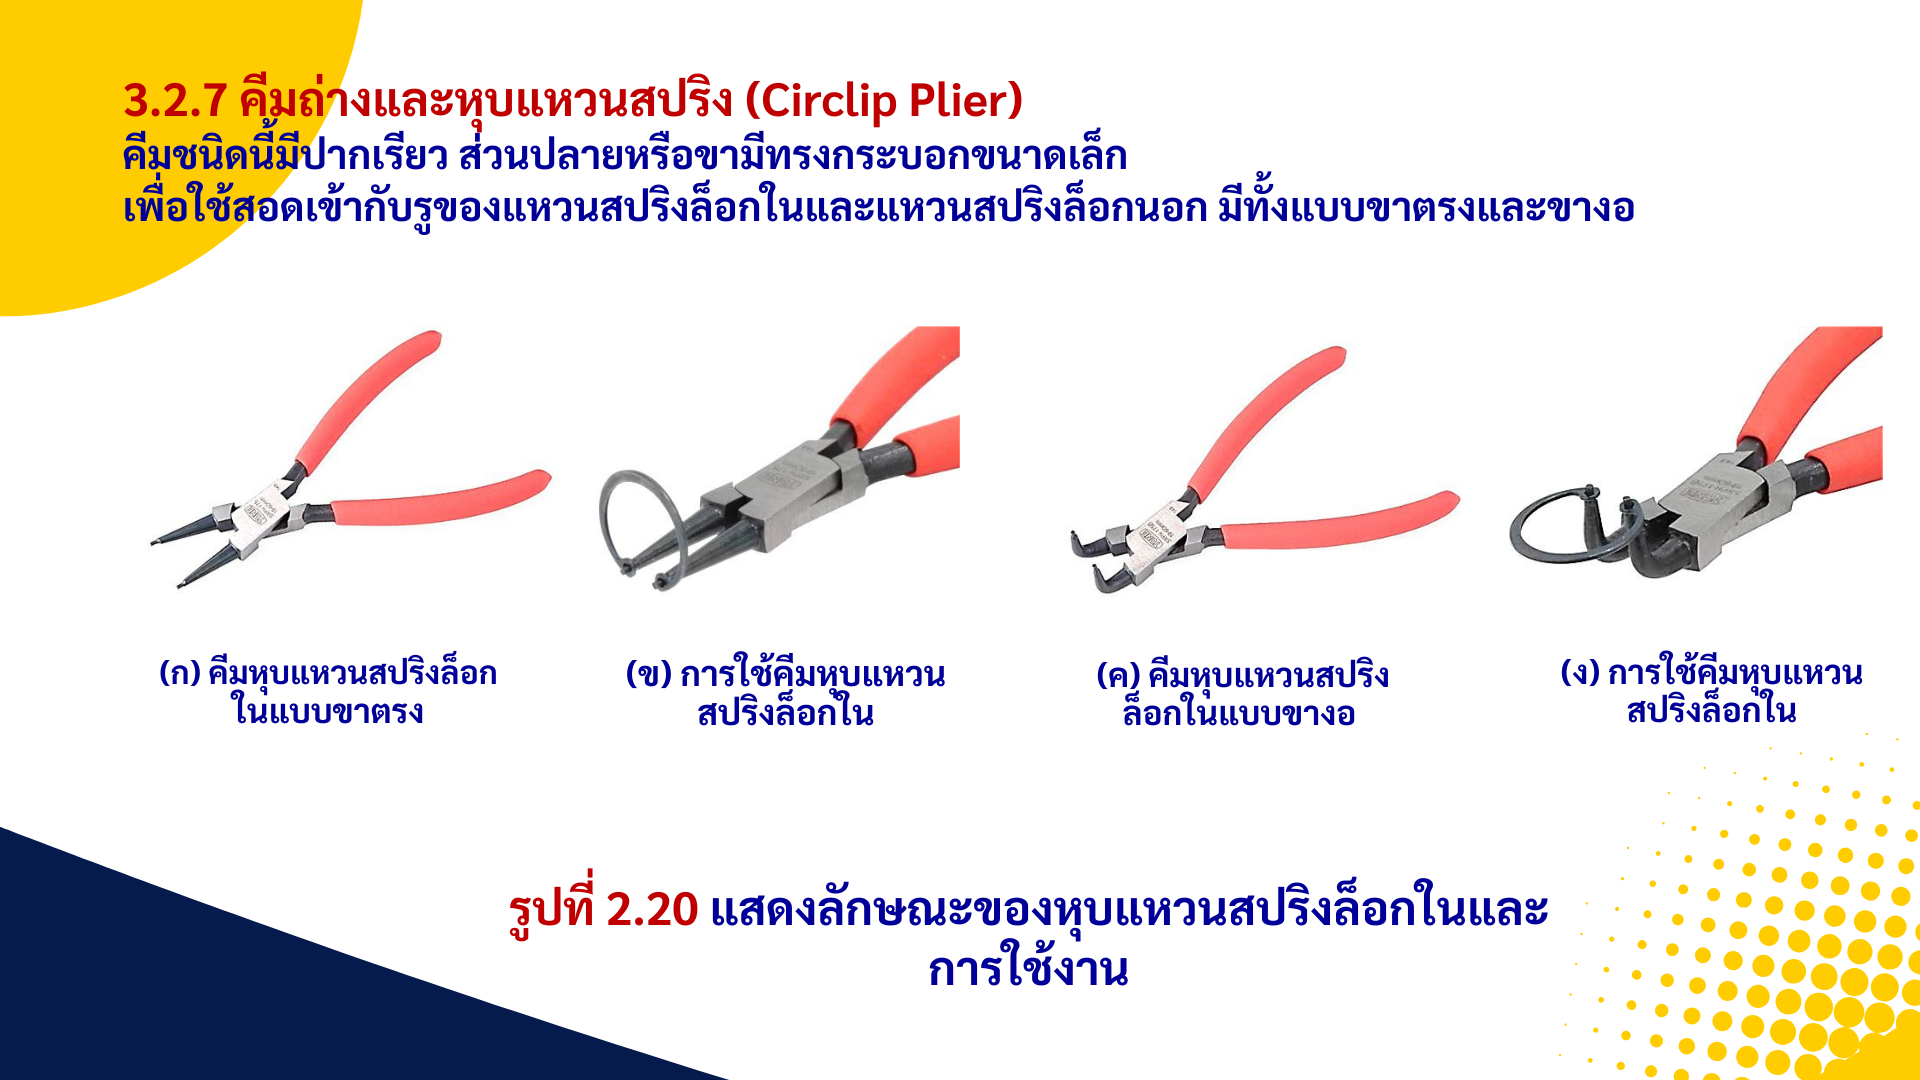 3.2.7 คีมถ่างและหุบแหวนสปริง (Circlip Plier)
คีมชนิดนี้มีปากเรียว ส่วนปลายหรือขามีทรงกระบอกขนาดเล็ก
เพื่อใช้สอดเข้ากับรูของแหวนสปริงล็อกในและแหวนสปริงล็อกนอก มีทั้งแบบขาตรงและขางอ
(ก) คีมหุบแหวนสปริงล็อก
ในแบบขาตรง
(ข) การใช้คีมหุบแหวน
สปริงล็อกใน
(ค) คีมหุบแหวนสปริง
ล็อกในแบบขางอ
(ง) การใช้คีมหุบแหวน
สปริงล็อกใน
รูปที่ 2.20 แสดงลักษณะของหุบแหวนสปริงล็อกในและ
การใช้งาน